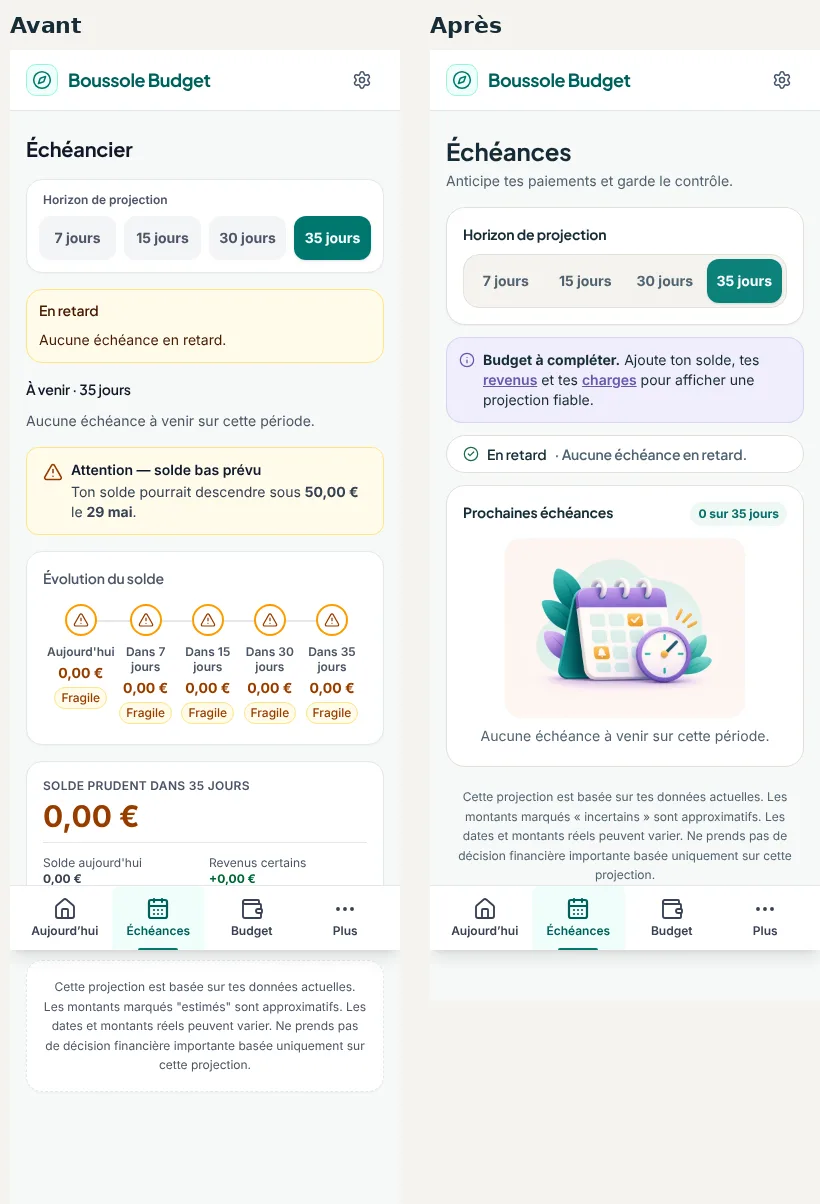 Avant
Boussole Budget
Échéancier
Horizon de projection
7 jours
15 jours
30 jours
35 jours
En retard
Aucune échéance en retard.
À venir · 35 jours
Aucune échéance à venir sur cette période.
Attention — solde bas prévu
Ton solde pourrait descendre sous 50,00 €
le 29 mai.
Évolution du solde
Aujourd'hui
0,00 €
Fragile
Dans 7
jours
0,00 €
Fragile
Dans 15
jours
0,00 €
Fragile
Dans 30
jours
0,00 €
Fragile
Dans 35
jours
0,00 €
Fragile
SOLDE PRUDENT DANS 35 JOURS
0,00 €
Solde aujourd'hui
0,00 €
Revenus certains
+0,00 €
Aujourd’hui
Échéances
Budget
Plus
Cette projection est basée sur tes données actuelles.
Les montants marqués "estimés" sont approximatifs. Les
dates et montants réels peuvent varier. Ne prends pas
de décision financière importante basée uniquement sur
cette projection.
Après
Boussole Budget
Échéances
Anticipe tes paiements et garde le contrôle.
Horizon de projection
7 jours
15 jours
30 jours
35 jours
Budget à compléter. Ajoute ton solde, tes
revenus et tes charges pour afficher une
projection fiable.
En retard · Aucune échéance en retard.
Prochaines échéances
0 sur 35 jours
Aucune échéance à venir sur cette période.
Cette projection est basée sur tes données actuelles. Les
montants marqués « incertains » sont approximatifs. Les
dates et montants réels peuvent varier. Ne prends pas de
décision financière importante basée uniquement sur cette
projection.
Aujourd’hui
Échéances
Budget
Plus